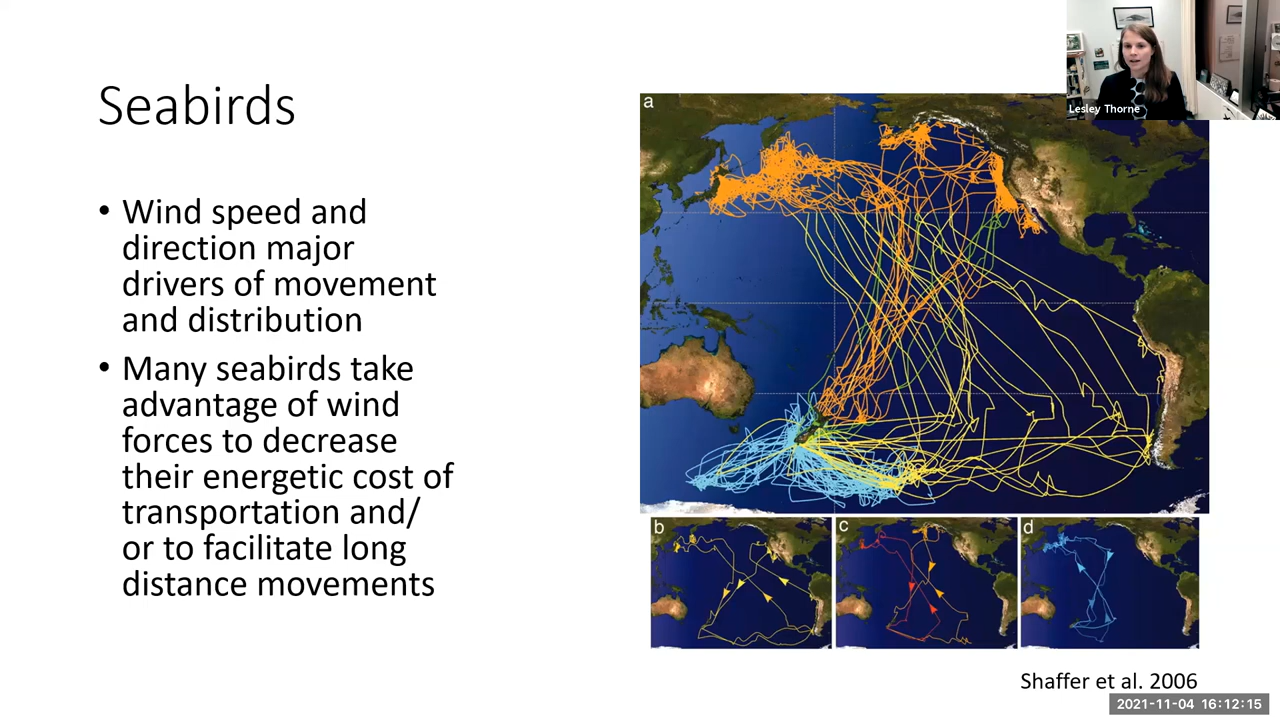 Seabirds
• Wind speed and
direction major
drivers of movement
and distribution
• Many seabirds take
advantage of wind
forces to decrease
their energetic cost of
transportation and/
or to facilitate long
distance movements
a
b
c
d
Shaffer et al. 2006
Lesley Thorne
2021-11-04 16:12:15